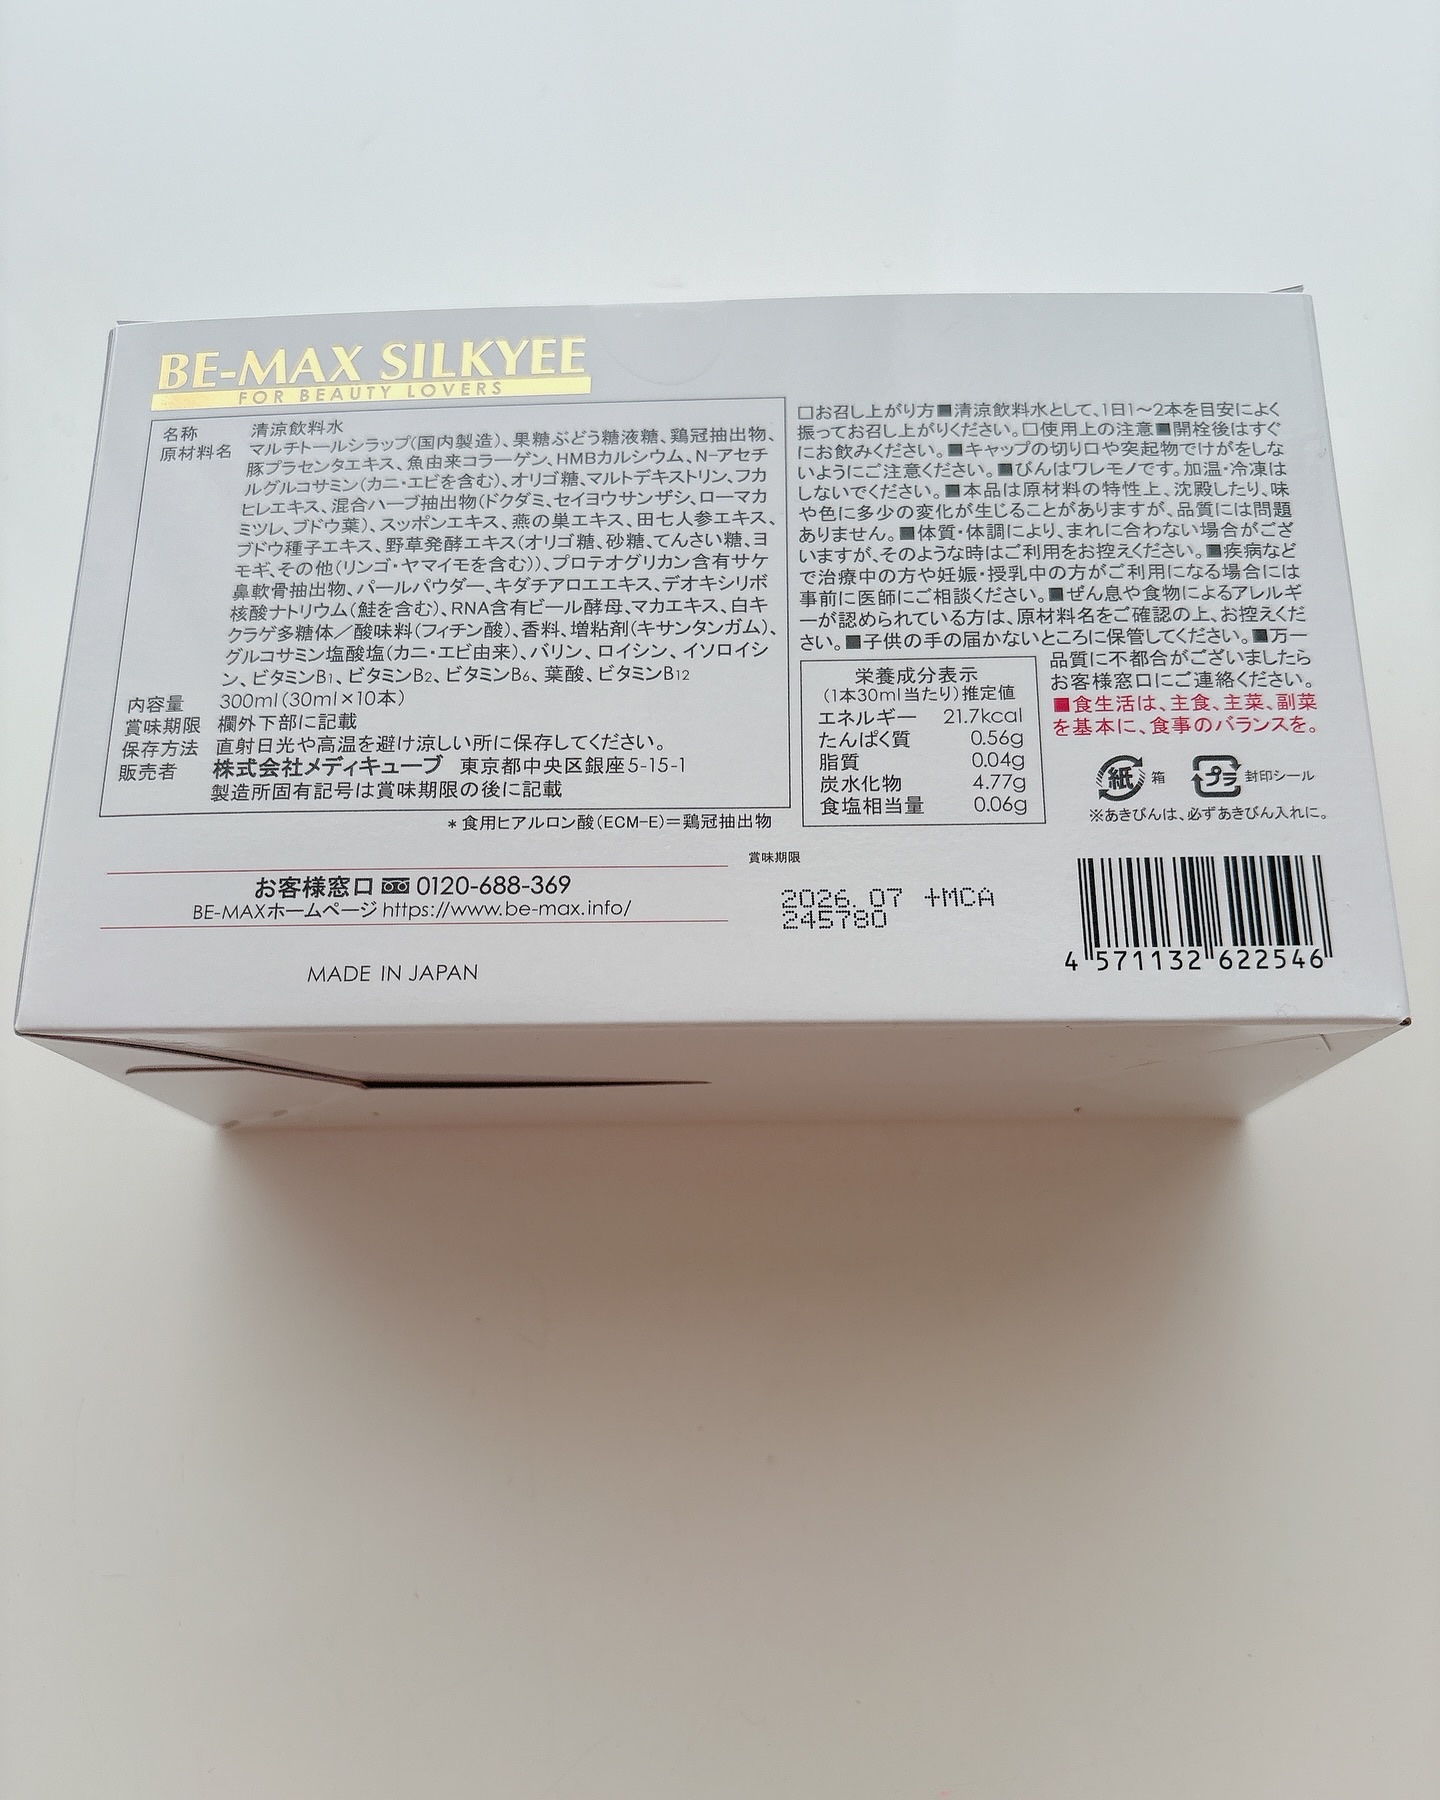 BE-MAX SILKYEE
FOR BEAUTY LOVERS
名称 清涼飲料水
原材料名 マルチトールシラップ(国内製造)、果糖ぶどう糖液糖、鶏冠抽出物、
豚プラセンタエキス、魚由来コラーゲン、HMBカルシウム、N-アセチ
ルグルコサミン(カニ・エビを含む)、オリゴ糖、マルトデキストリン、フカ
ヒレエキス、混合ハーブ抽出物(ドクダミ、セイヨウサンザシ、ローマカ
ミツレ、ブドウ葉)、スッポンエキス、燕の巣エキス、田七人参エキス、
ブドウ種子エキス、野草発酵エキス(オリゴ糖、砂糖、てんさい糖、ヨ
モギ、その他(リンゴ・ヤマイモを含む))、プロテオグリカン含有サケ
鼻軟骨抽出物、パールパウダー、キダチアロエエキス、デオキシリボ
核酸ナトリウム(鮭を含む)、RNA含有ビール酵母、マカエキス、白キ
クラゲ多糖体／酸味料(フィチン酸)、香料、増粘剤(キサンタンガム)、
グルコサミン塩酸塩(カニ・エビ由来)、バリン、ロイシン、イソロイシ
ン、ビタミンB1、ビタミンB2、ビタミンB6、葉酸、ビタミンB12
内容量 300ml(30ml×10本)
賞味期限 欄外下部に記載
保存方法 直射日光や高温を避け涼しい所に保存してください。
販売者 株式会社メディキューブ 東京都中央区銀座5-15-1
製造所固有記号は賞味期限の後に記載
*食用ヒアルロン酸(ECM-E)=鶏冠抽出物
お客様窓口 0120-688-369
BE-MAXホームページ https://www.be-max.info/
MADE IN JAPAN
□お召し上がり方■清涼飲料水として、1日1〜2本を目安によく
振ってお召し上がりください。□使用上の注意■開栓後はすぐ
にお飲みください。■キャップの切り口や突起物でけがをしな
いようにご注意ください。■びんはワレモノです。加温・冷凍は
しないでください。■本品は原材料の特性上、沈殿したり、味
や色に多少の変化が生じることがありますが、品質には問題
ありません。■体質・体調により、まれに合わない場合がござ
いますが、そのような時はご利用をお控えください。■疾病など
で治療中の方や妊娠・授乳中の方がご利用になる場合には
事前に医師にご相談ください。■ぜん息や食物によるアレルギ
ーが認められている方は、原材料名をご確認の上、お控えくだ
さい。■子供の手の届かないところに保管してください。■万一
品質に不都合がございましたら
お客様窓口にご連絡ください。
■食生活は、主食、主菜、副菜
を基本に、食事のバランスを。
栄養成分表示
(1本30ml当たり)推定値
エネルギー 21.7kcal
たんぱく質 0.56g
脂質 0.04g
炭水化物 4.77g
食塩相当量 0.06g
紙 箱 プラ 封印シール
※あきびんは、必ずあきびん入れに。
賞味期限
2026.07 +MCA
245780
4 571132 622546